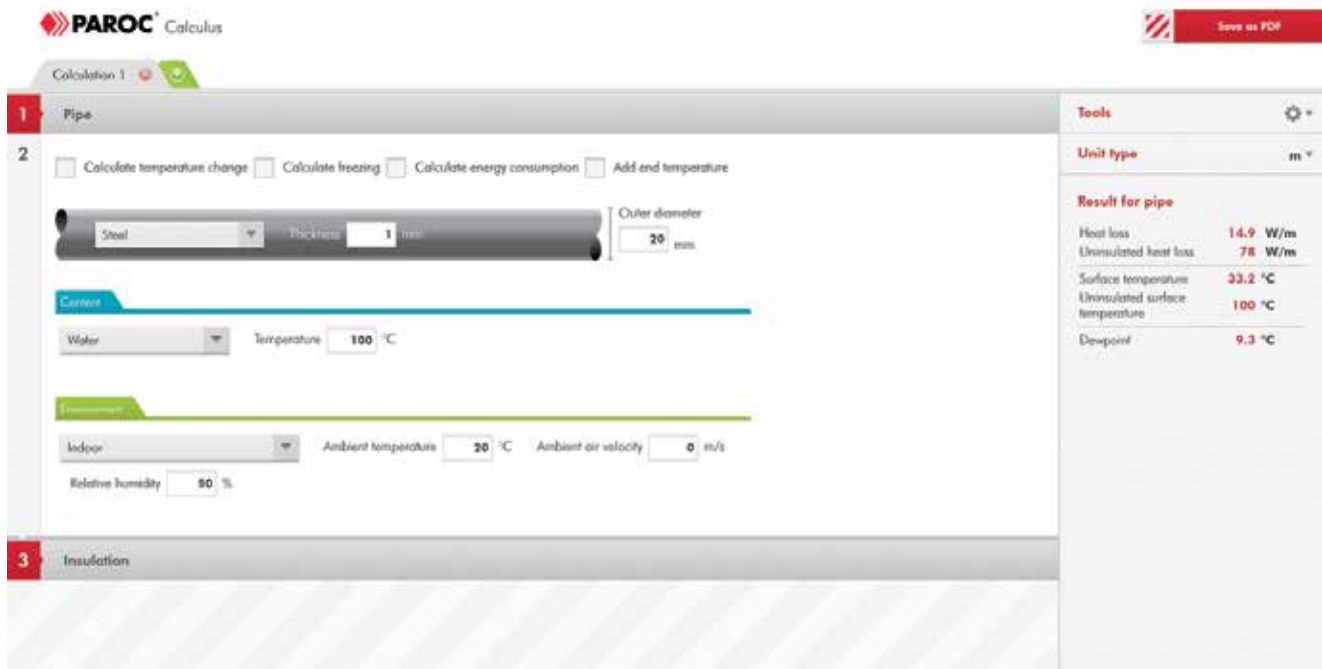 PAROC® Calculus
Save as PDF
Calculation 1
1 Pipe
Tools
2
Unit type m
Calculate temperature change Calculate freezing Calculate energy consumption Add end temperature
Result for pipe
Steel Thickness 1 mm
Outer diameter
20 mm
Heat loss 14.9 W/m
Uninsulated heat loss 78 W/m
Surface temperature 33.2 °C
Uninsulated surface
temperature 100 °C
Dewpoint 9.3 °C
Content
Water Temperature 100 °C
Environment
Indoor Ambient temperature 20 °C Ambient air velocity 0 m/s
Relative humidity 50 %
3 Insulation